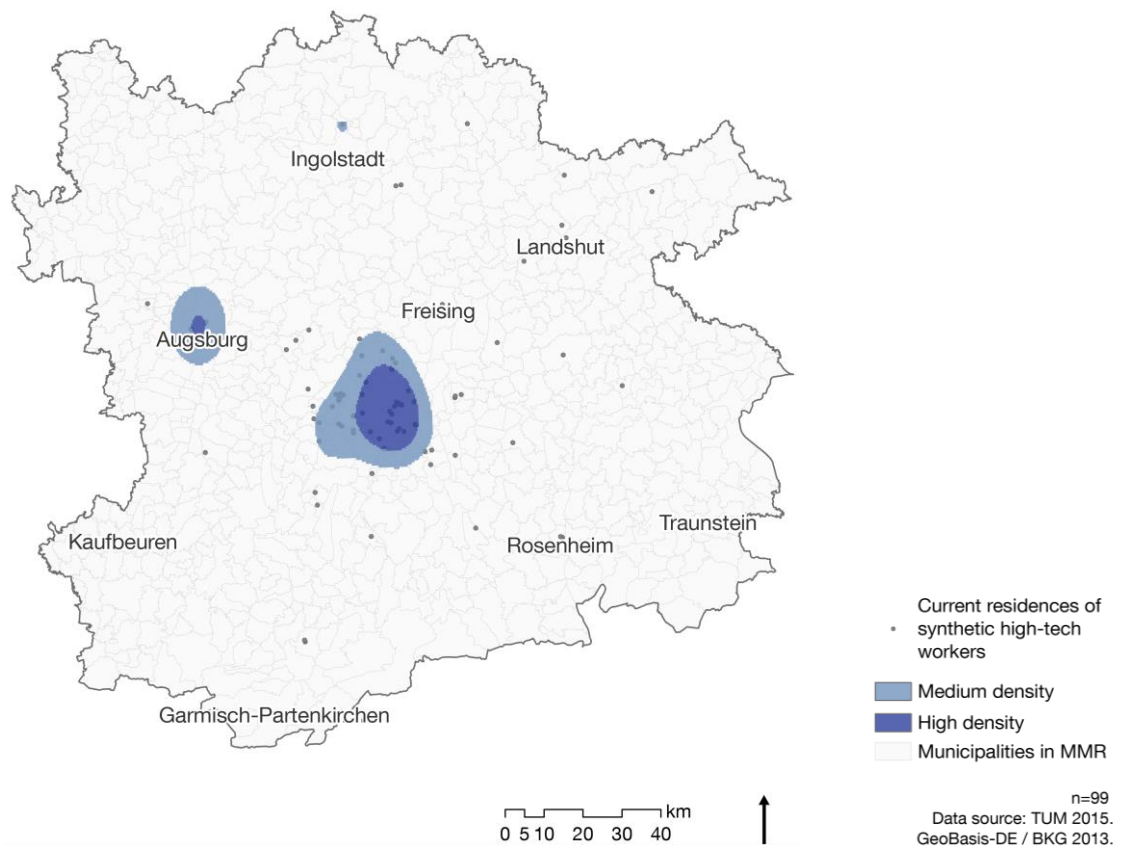 Ingolstadt
Landshut
Freising
Augsburg
Traunstein
Kaufbeuren
Rosenheim
Garmisch-Partenkirchen
Current residences of
synthetic high-tech
workers
Medium density
High density
Municipalities in MMR
km
0 5 10 20 30 40
n=99
Data source: TUM 2015.
GeoBasis-DE / BKG 2013.